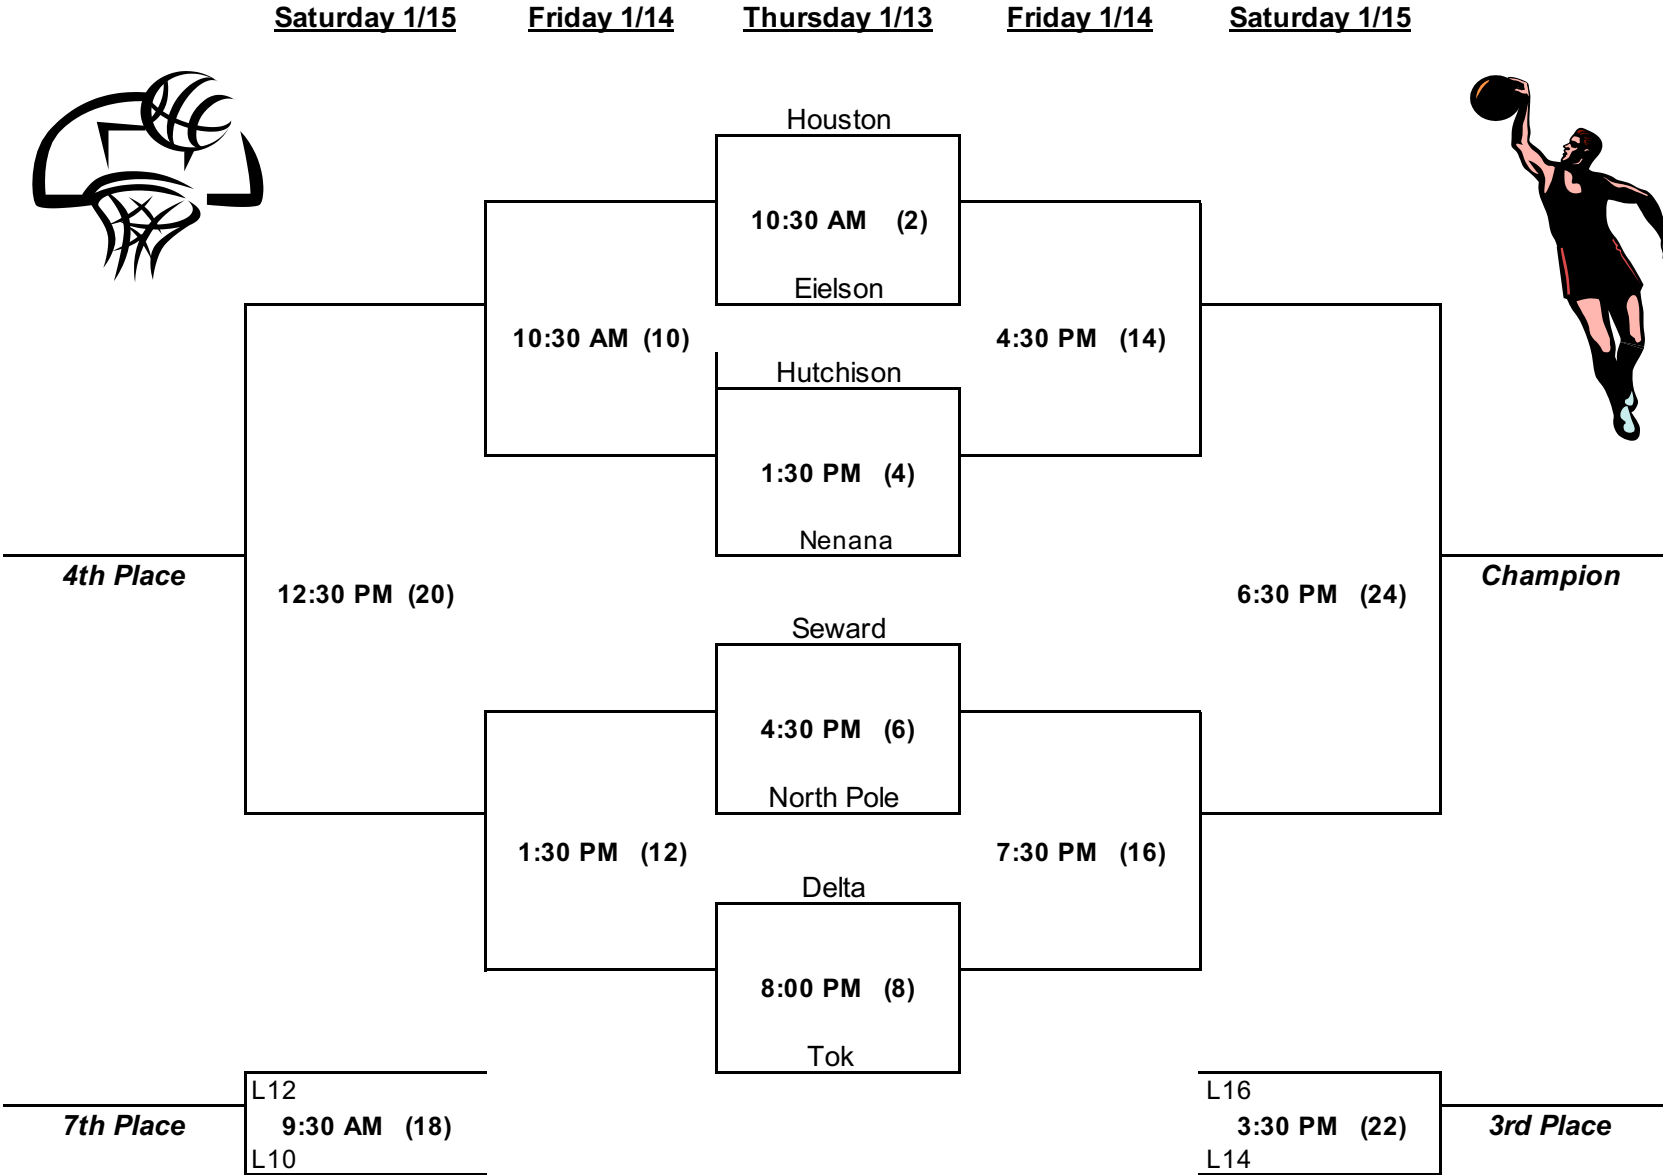 Saturday 1/15 Friday 1/14 Thursday 1/13 Friday 1/14 Saturday 1/15
Houston
10:30 AM (2)
Eielson
10:30 AM (10) 4:30 PM (14)
Hutchison
1:30 PM (4)
Nenana
4th Place Champion
12:30 PM (20) 6:30 PM (24)
Seward
4:30 PM (6)
North Pole
1:30 PM (12) 7:30 PM (16)
Delta
8:00 PM (8)
Tok
L12 L16
7th Place 9:30 AM (18) 3:30 PM (22) 3rd Place
L10 L14